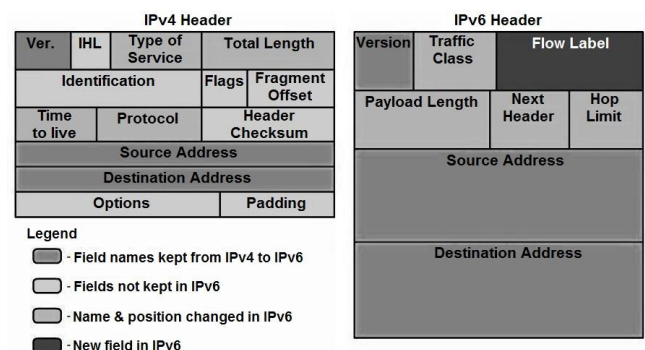 IPv4 Header
Ver.
IHL
Type of
Service
Total Length
Identification
Flags
Fragment
Offset
Time
to live
Protocol
Header
Checksum
Source Address
Destination Address
Options
Padding
Legend
- Field names kept from IPv4 to IPv6
- Fields not kept in IPv6
- Name & position changed in IPv6
- New field in IPv6
IPv6 Header
Version
Traffic
Class
Flow Label
Payload Length
Next
Header
Hop
Limit
Source Address
Destination Address